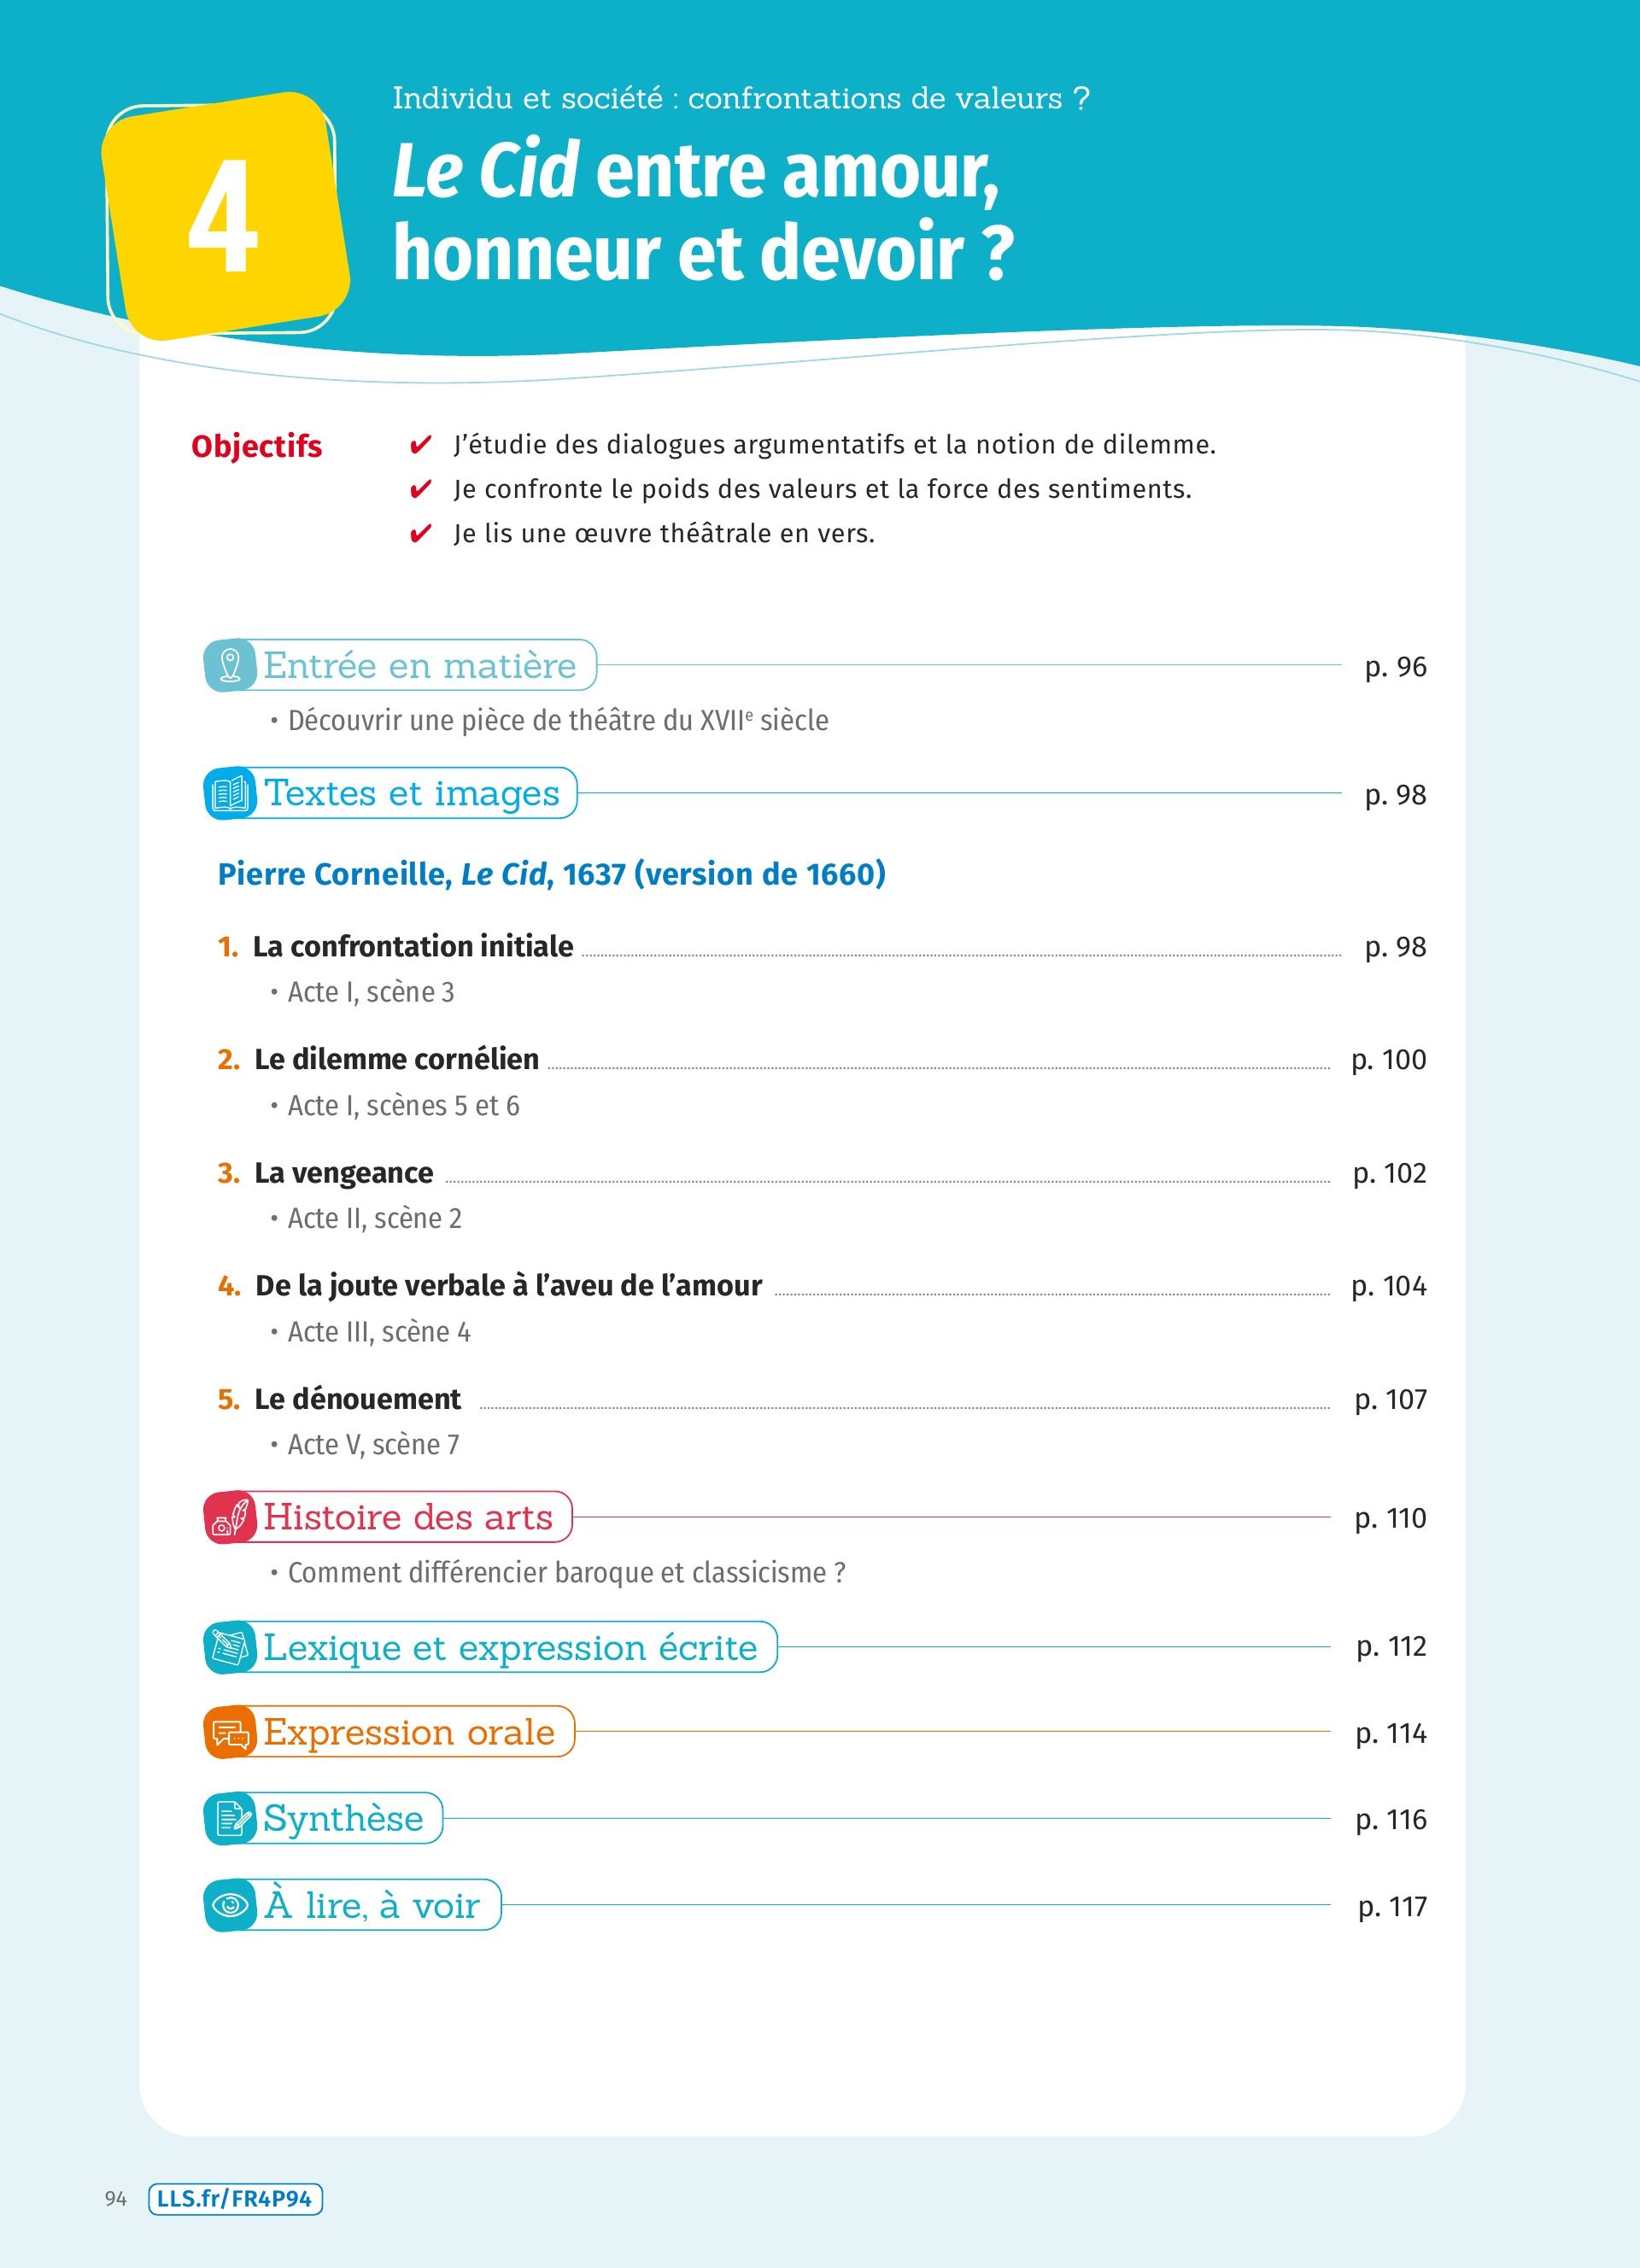 Individu et société : confrontations de valeurs ?
4
Le Cid entre amour,
honneur et devoir ?
Objectifs
✔ J’étudie des dialogues argumentatifs et la notion de dilemme.
✔ Je confronte le poids des valeurs et la force des sentiments.
✔ Je lis une œuvre théâtrale en vers.
Entrée en matière p. 96
• Découvrir une pièce de théâtre du XVIIe siècle
Textes et images p. 98
Pierre Corneille, Le Cid, 1637 (version de 1660)
1. La confrontation initiale p. 98
• Acte I, scène 3
2. Le dilemme cornélien p. 100
• Acte I, scènes 5 et 6
3. La vengeance p. 102
• Acte II, scène 2
4. De la joute verbale à l’aveu de l’amour p. 104
• Acte III, scène 4
5. Le dénouement p. 107
• Acte V, scène 7
Histoire des arts p. 110
• Comment différencier baroque et classicisme ?
Lexique et expression écrite p. 112
Expression orale p. 114
Synthèse p. 116
À lire, à voir p. 117
94 LLS.fr/FR4P94